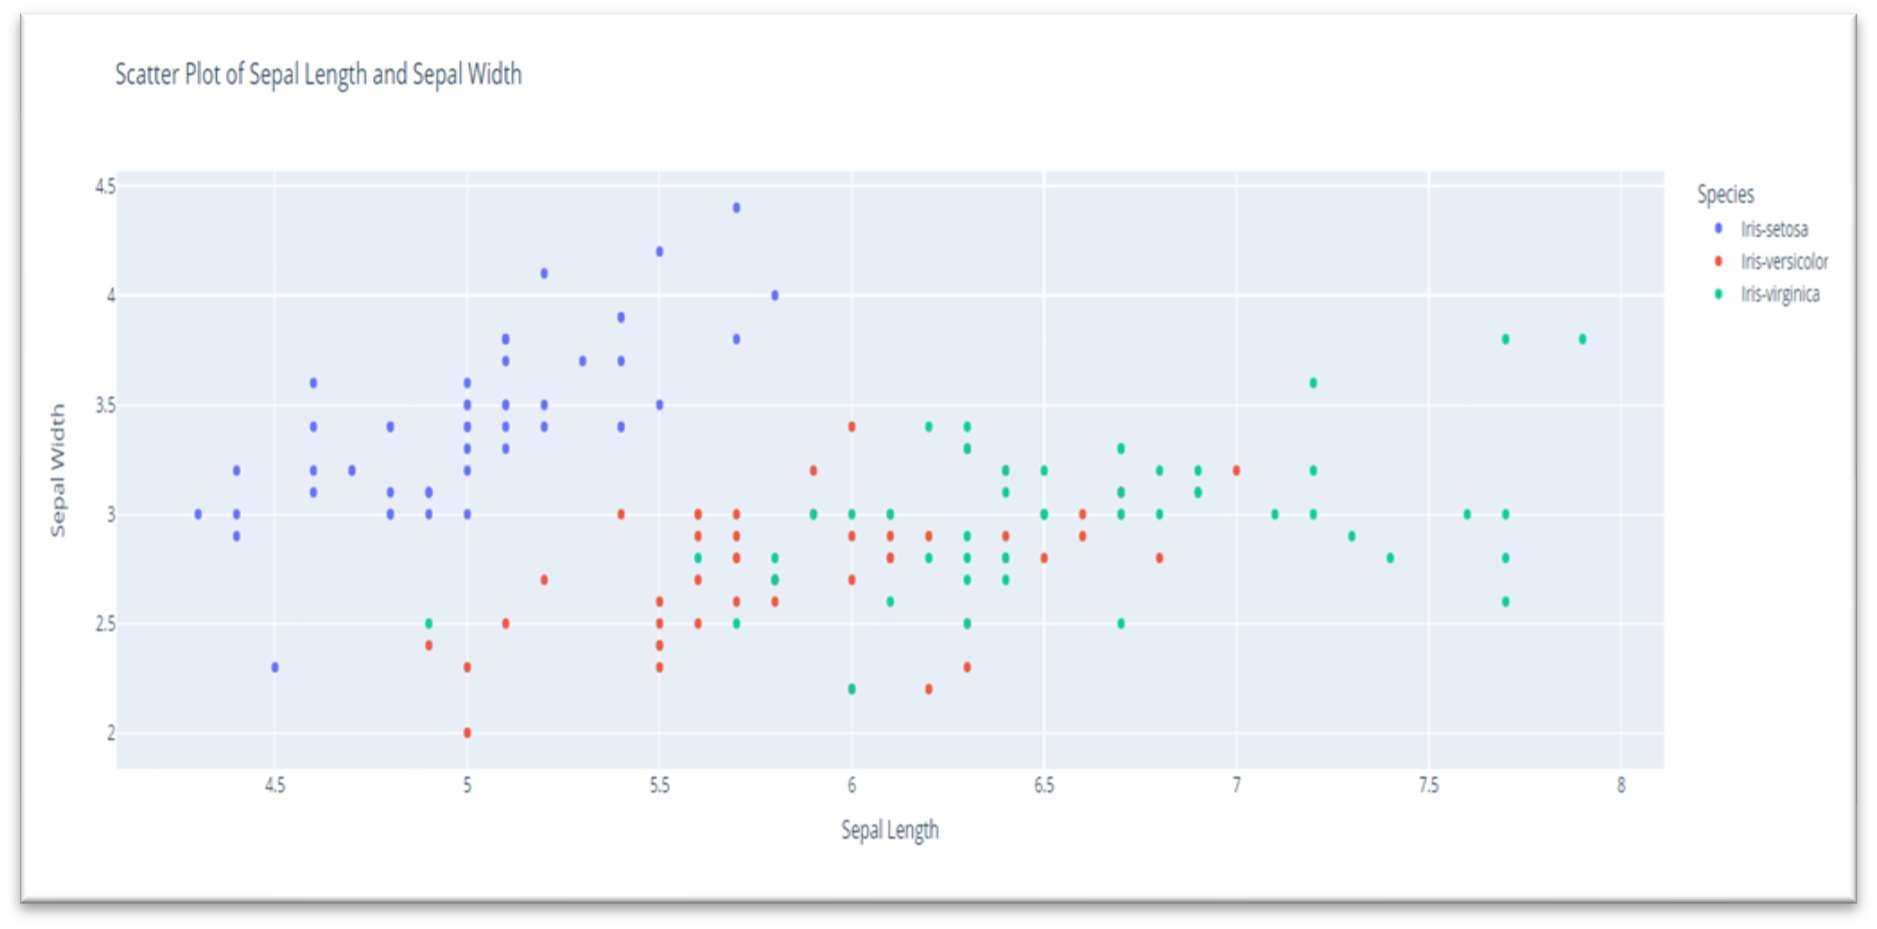 Scatter Plot of Sepal Length and Sepal Width
4.5
4
3.5
3
2.5
2
Sepal Width
4.5 5 5.5 6 6.5 7 7.5 8
Sepal Length
Species
Iris-setosa
Iris-versicolor
Iris-virginica